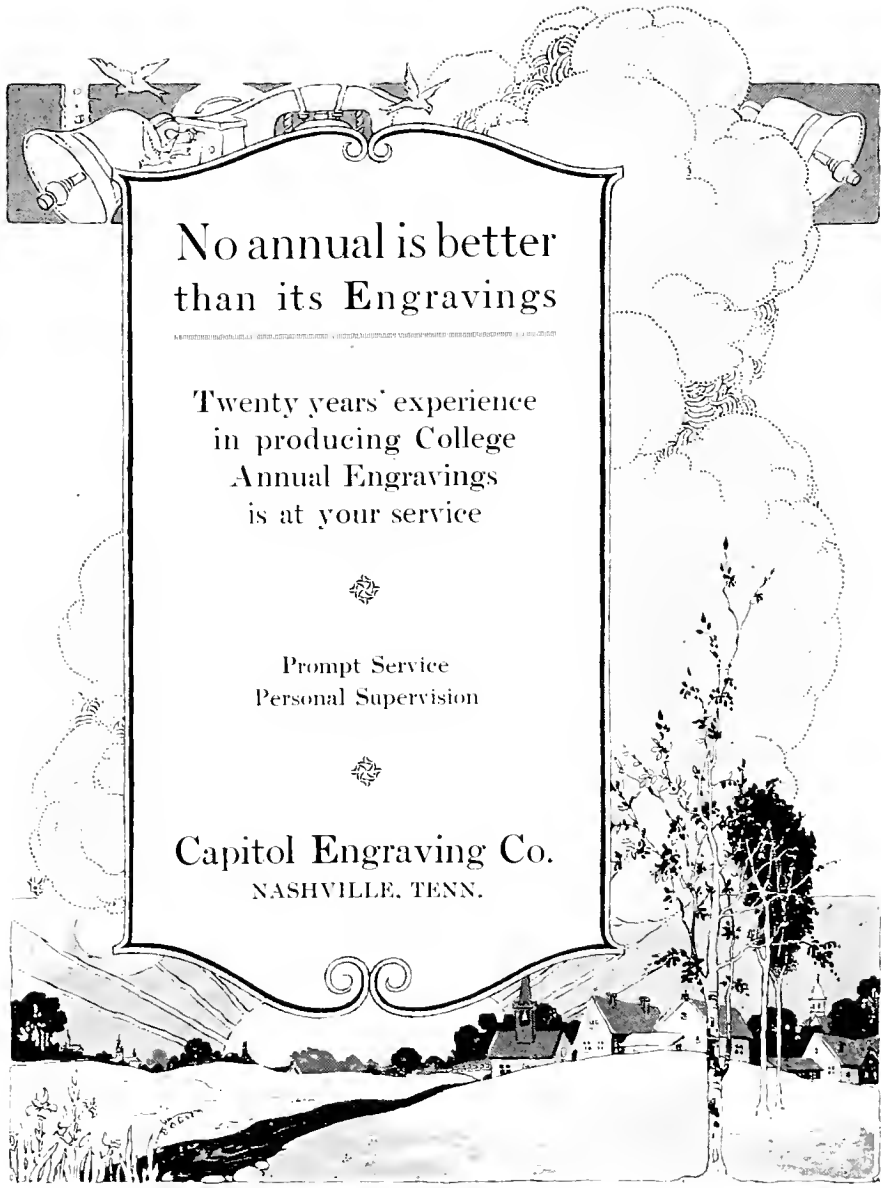 No annual is better
than its Engravings
Twenty years' experience
in producing College
Annual Engravings
is at your service
Prompt Service
Personal Supervision
Capitol Engraving Co.
NASHVILLE, TENN.